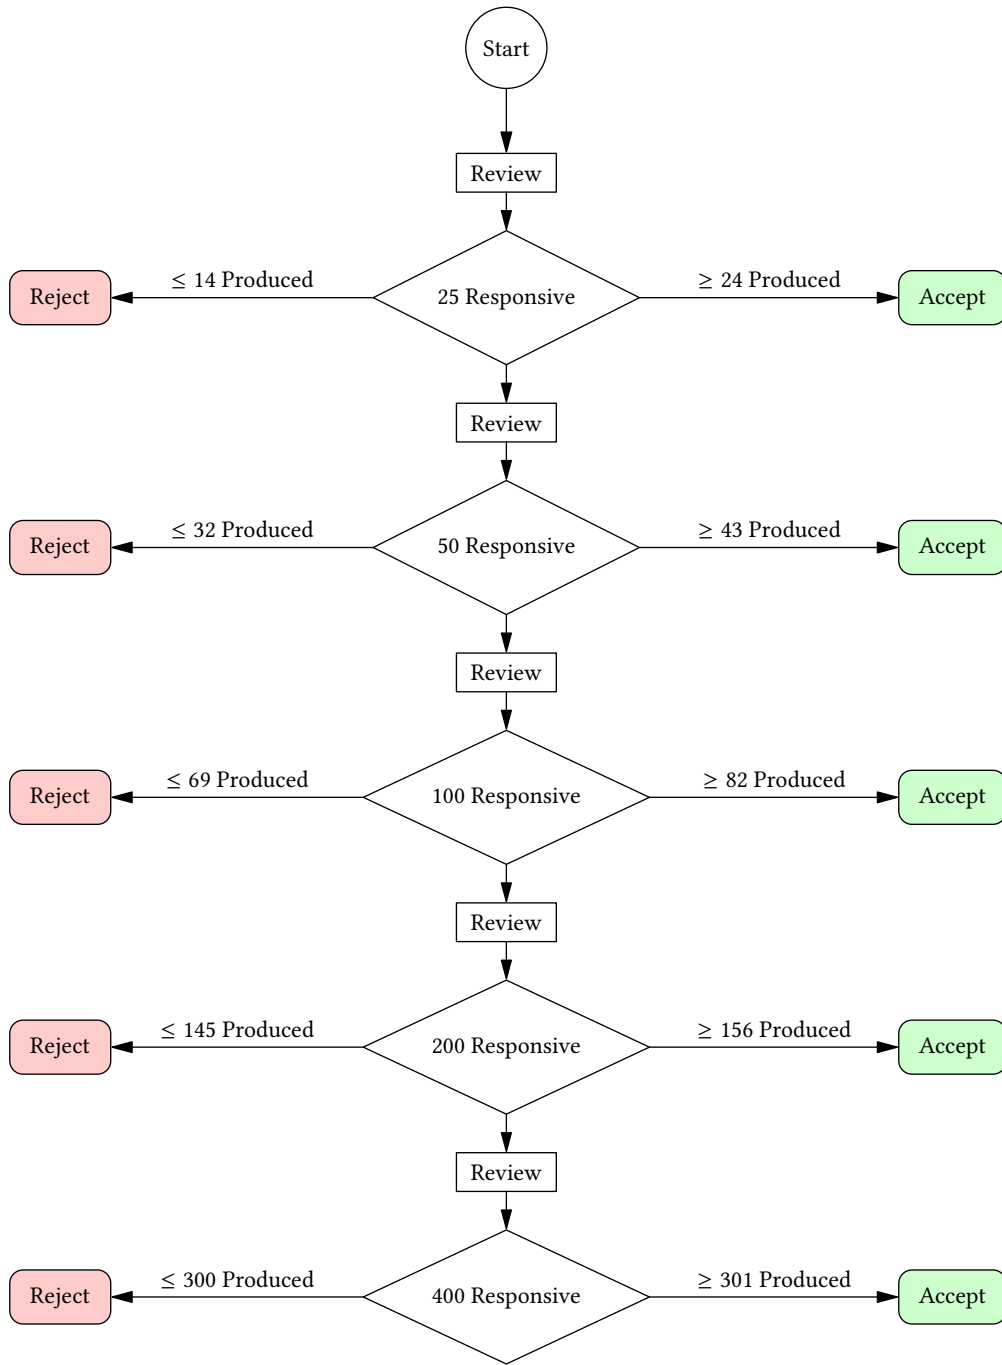 Start
Review
Reject
≤ 14 Produced
25 Responsive
≥ 24 Produced
Accept
Review
Reject
≤ 32 Produced
50 Responsive
≥ 43 Produced
Accept
Review
Reject
≤ 69 Produced
100 Responsive
≥ 82 Produced
Accept
Review
Reject
≤ 145 Produced
200 Responsive
≥ 156 Produced
Accept
Review
Reject
≤ 300 Produced
400 Responsive
≥ 301 Produced
Accept